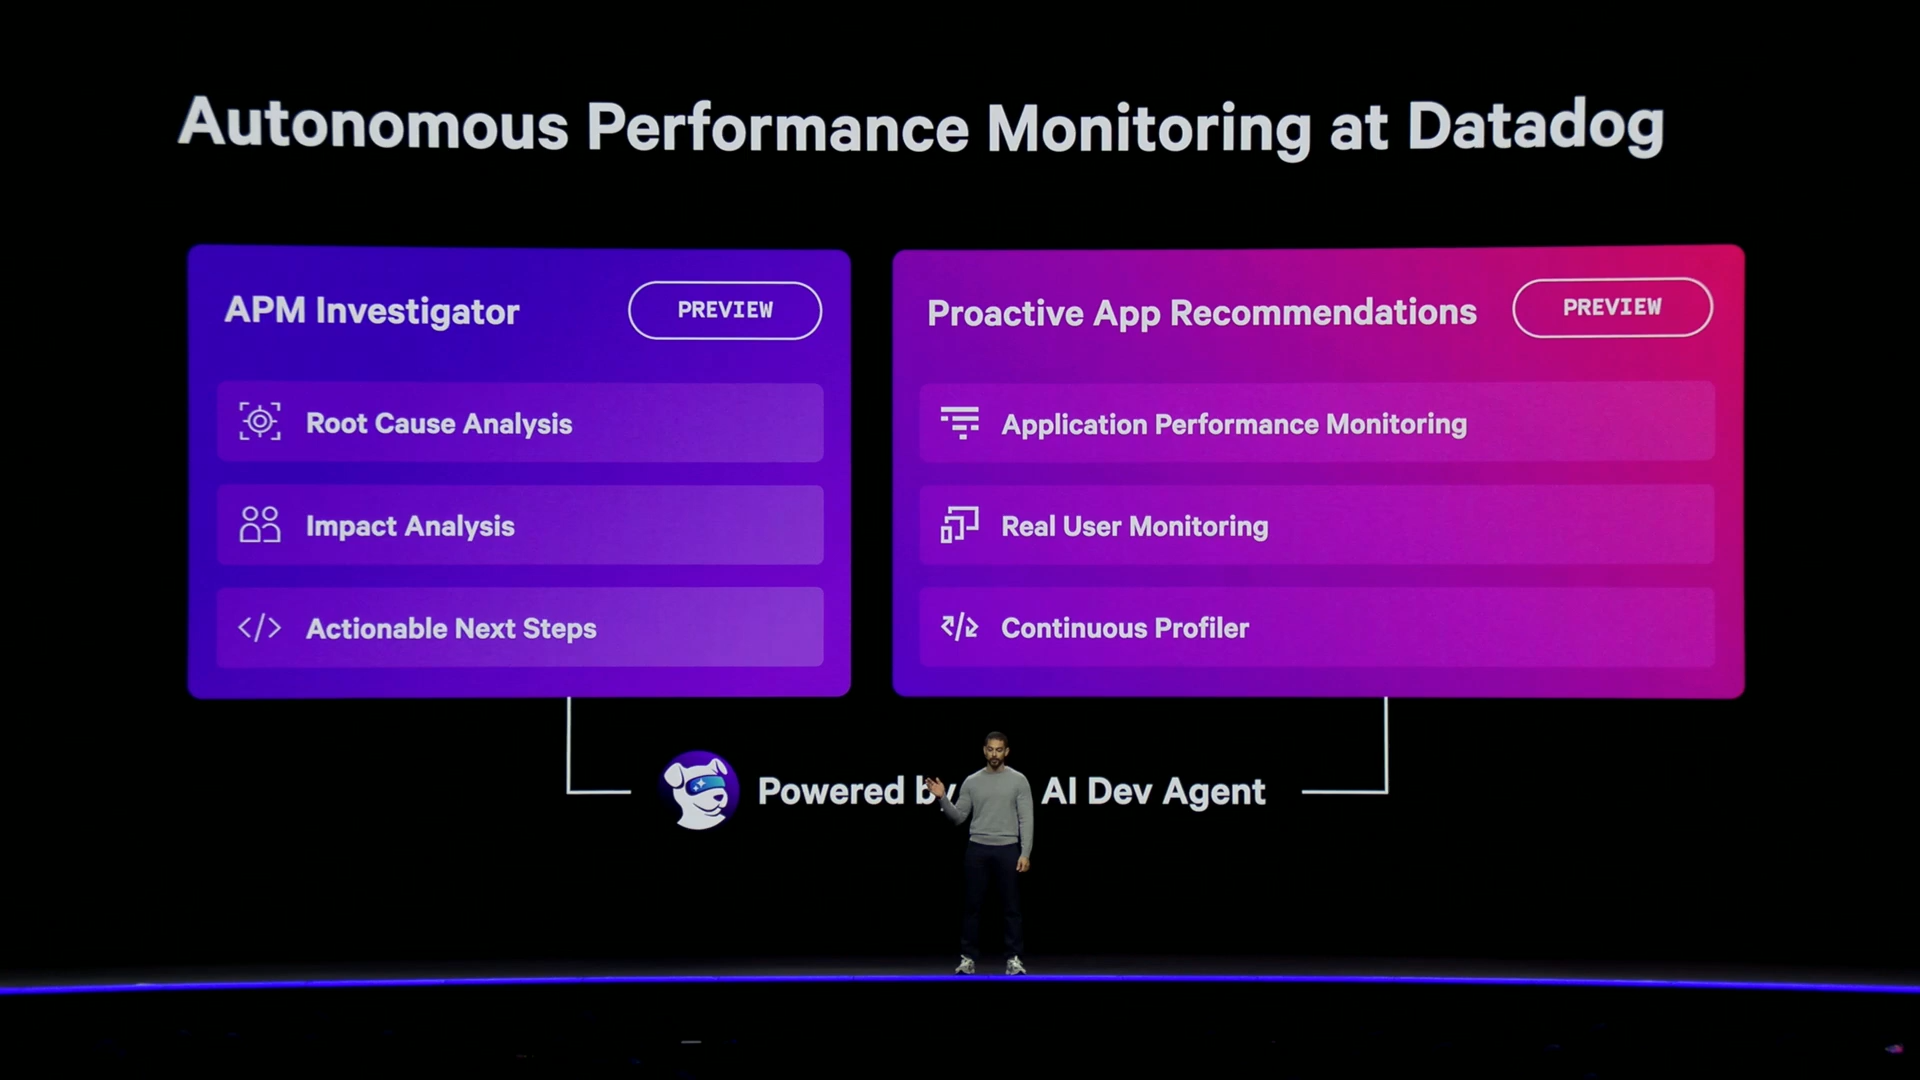 Autonomous Performance Monitoring at Datadog
APM Investigator
PREVIEW
Root Cause Analysis
Impact Analysis
Actionable Next Steps
Proactive App Recommendations
PREVIEW
Application Performance Monitoring
Real User Monitoring
Continuous Profiler
Powered by AI Dev Agent